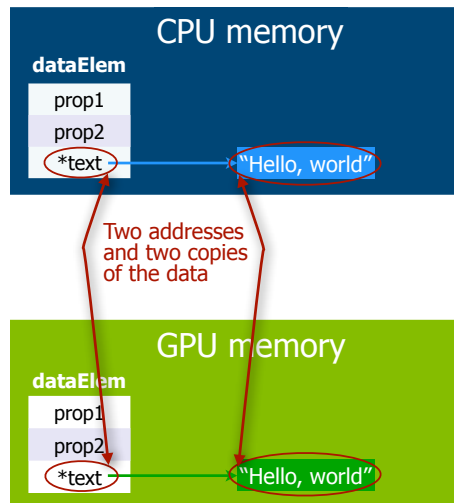 CPU memory
dataElem
prop1
prop2
*text
“Hello, world”
Two addresses
and two copies
of the data
GPU memory
dataElem
prop1
prop2
*text
“Hello, world”